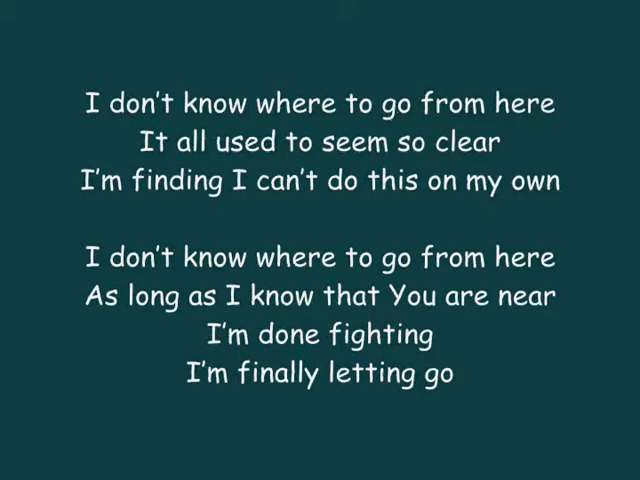 I don't know where to go from here
It all used to seem so clear
I'm finding I can't do this on my own
I don't know where to go from here
As long as I know that You are near
I'm done fighting
I'm finally letting go